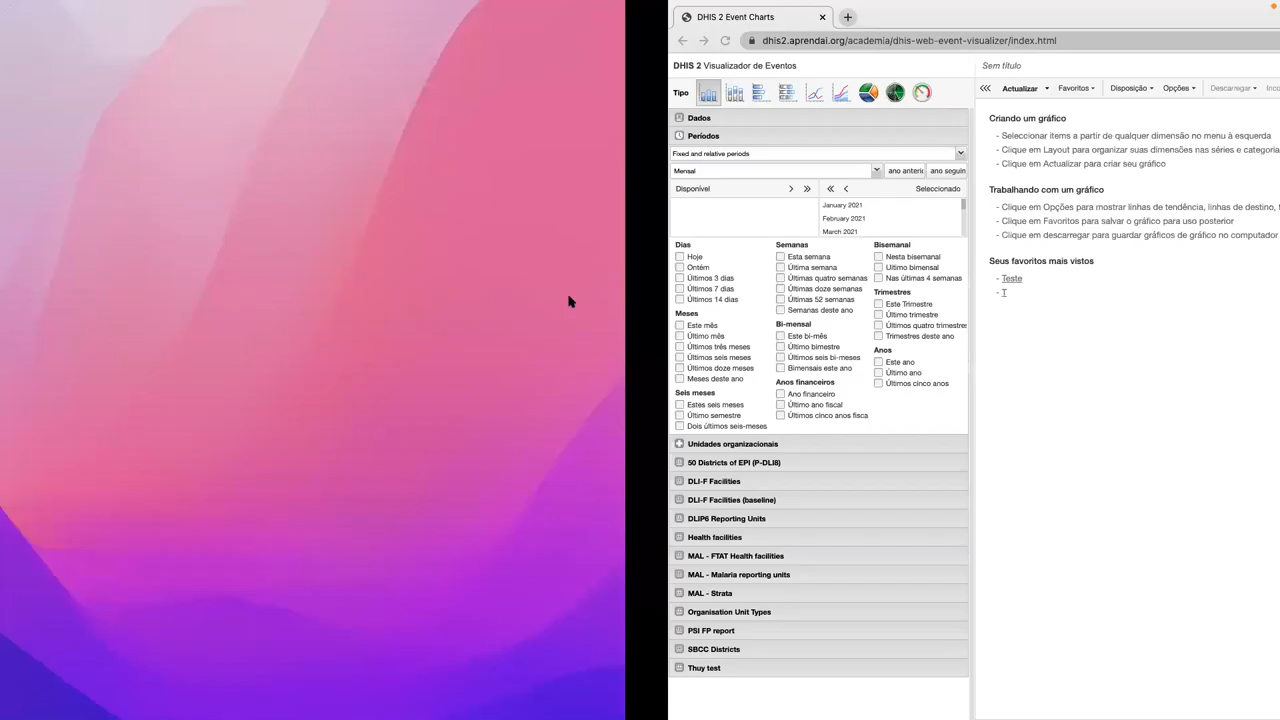 DHIS 2 Event Charts
dhis2.aprendai.org/academia/dhis-web-event-visualizer/index.html
DHIS 2 Visualizador de Eventos
Sem título
Tipo
Actualizar
Favoritos
Disposição
Opções
Descarregar
Dados
Períodos
Fixed and relative periods
Mensal
ano anteri
ano seguin
Disponível
Seleccionado
January 2021
February 2021
March 2021
Dias
Hoje
Ontém
Últimos 3 dias
Últimos 7 dias
Últimos 14 dias
Meses
Este mês
Último mês
Últimos três meses
Últimos seis meses
Últimos doze meses
Meses deste ano
Seis meses
Estes seis meses
Último semestre
Dois últimos seis-meses
Semanas
Esta semana
Última semana
Últimas quatro semanas
Últimas doze semanas
Últimas 52 semanas
Semanas deste ano
Bi-mensal
Este bi-mês
Último bimestre
Últimos seis bi-meses
Bimensais este ano
Anos financeiros
Ano financeiro
Último ano fiscal
Últimos cinco anos fisca
Bisemanal
Nesta bisemanal
Ultimo bimensal
Nas últimas 4 semanas
Trimestres
Este Trimestre
Último trimestre
Últimos quatro trimestres
Trimestres deste ano
Anos
Este ano
Último ano
Últimos cinco anos
Unidades organizacionais
50 Districts of EPI (P-DLI8)
DLI-F Facilities
DLI-F Facilities (baseline)
DLIP6 Reporting Units
Health facilities
MAL - FTAT Health facilities
MAL - Malaria reporting units
MAL - Strata
Organisation Unit Types
PSI FP report
SBCC Districts
Thuy test
Criando um gráfico
- Seleccionar items a partir de qualquer dimensão no menu à esquerda
- Clique em Layout para organizar suas dimensões nas séries e categoria
- Clique em Actualizar para criar seu gráfico
Trabalhando com um gráfico
- Clique em Opções para mostrar linhas de tendência, linhas de destino,
- Clique em Favoritos para salvar o gráfico para uso posterior
- Clique em descarregar para guardar gráficos de gráfico no computador
Seus favoritos mais vistos
- Teste
- T